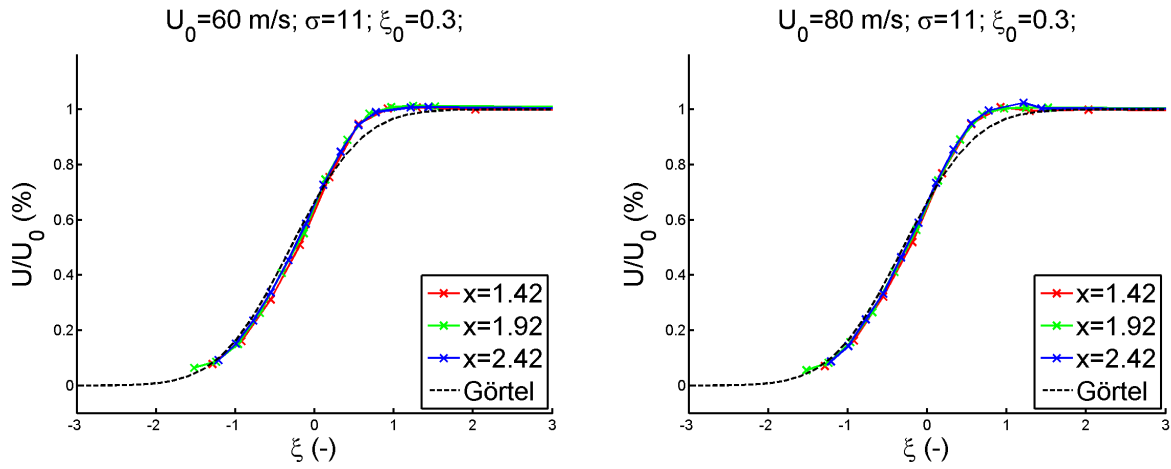 U0=60 m/s; σ=11; ξ0=0.3;
U/U0 (%)
1
0.8
0.6
0.4
0.2
0
-3 -2 -1 0 1 2 3
ξ (-)
x=1.42
x=1.92
x=2.42
Görtel
U0=80 m/s; σ=11; ξ0=0.3;
U/U0 (%)
1
0.8
0.6
0.4
0.2
0
-3 -2 -1 0 1 2 3
ξ (-)
x=1.42
x=1.92
x=2.42
Görtel